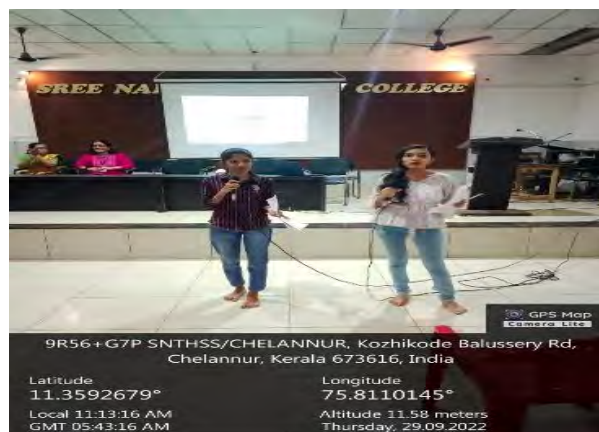 SREE NA COLLEGE
GPS Map
Camera Lite
9R56+G7P SNTHSS/CHELANNUR, Kozhikode Balussery Rd,
Chelannur, Kerala 673616, India
Latitude Longitude
11.3592679° 75.8110145°
Local 11:13:16 AM Altitude 11.58 meters
GMT 05:43:16 AM Thursday, 29.09.2022